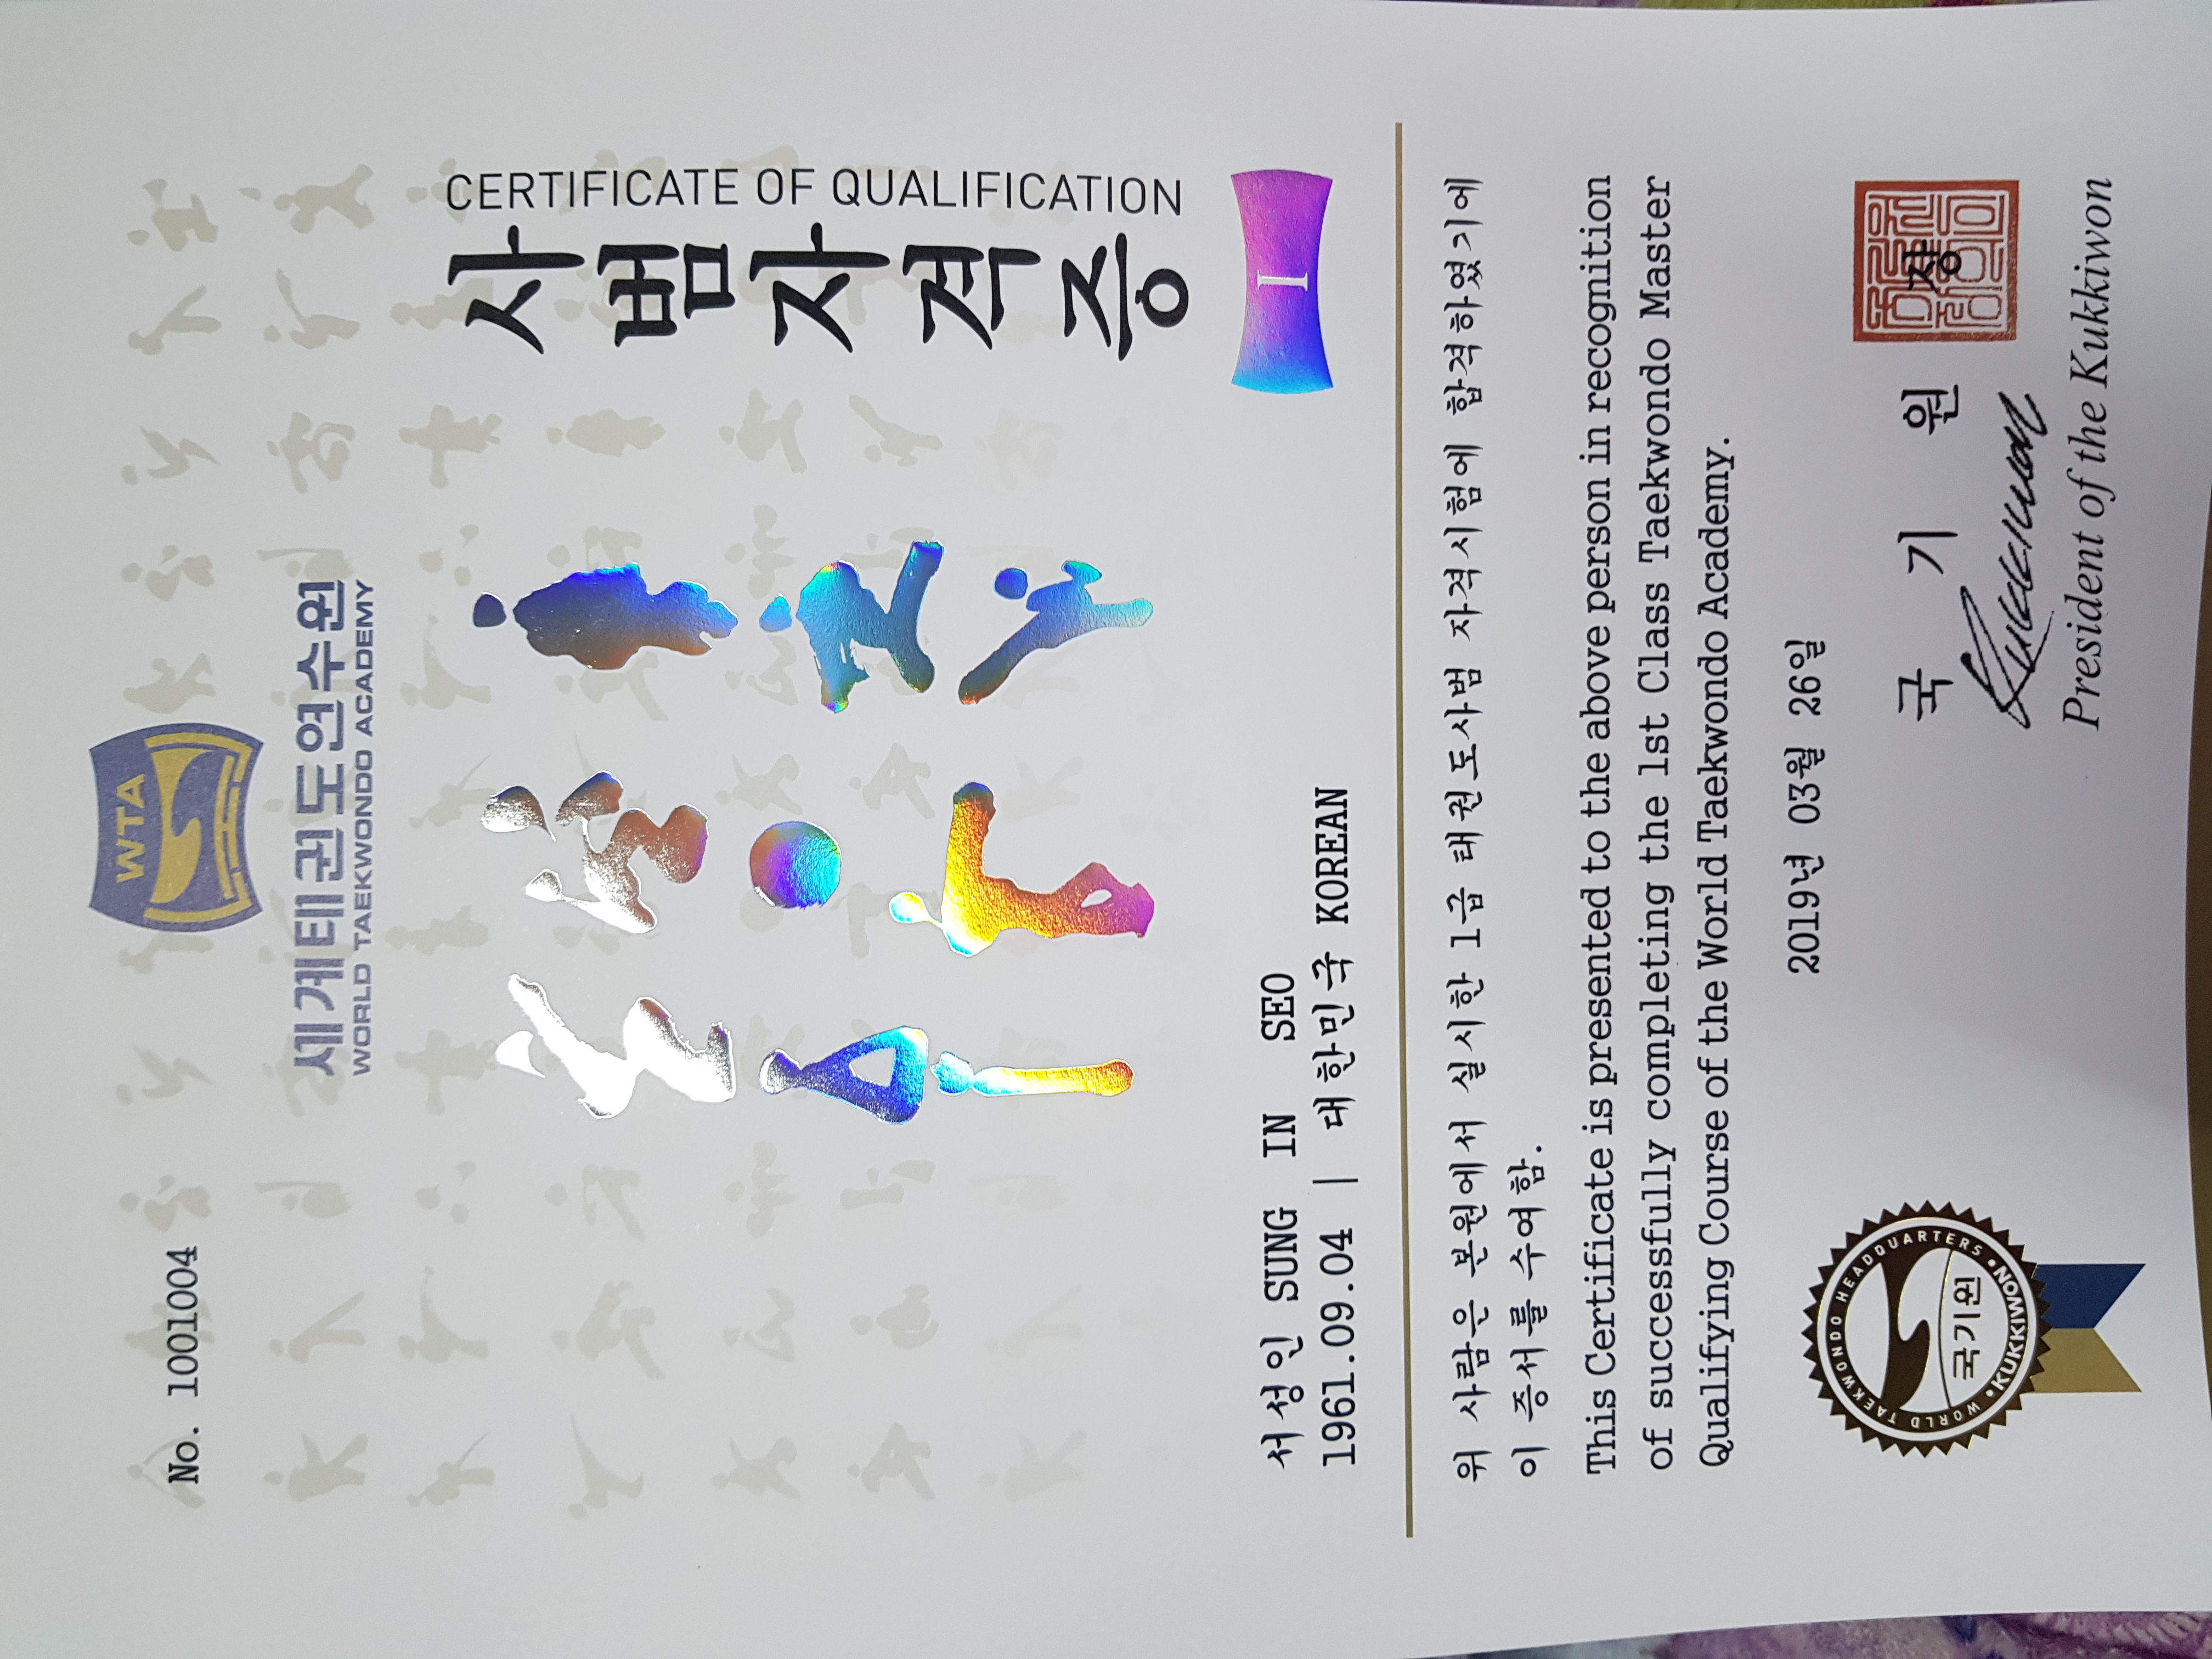 No. 1001004
WTA
세계태권도연수원
WORLD TAEKWONDO ACADEMY
CERTIFICATE OF QUALIFICATION
사범자격증
I
서성인 SUNG IN SEO
1961.09.04 | 대한민국 KOREAN
위 사람은 본원에서 실시한 1급 태권도사범 자격시험에 합격하였기에
이 증서를 수여함.
This Certificate is presented to the above person in recognition
of successfully completing the 1st Class Taekwondo Master
Qualifying Course of the World Taekwondo Academy.
2019년 03월 26일
WORLD TAEKWONDO HEADQUARTERS • KUKKIWON •
국기원
국 기 원 장
President of the Kukkiwon